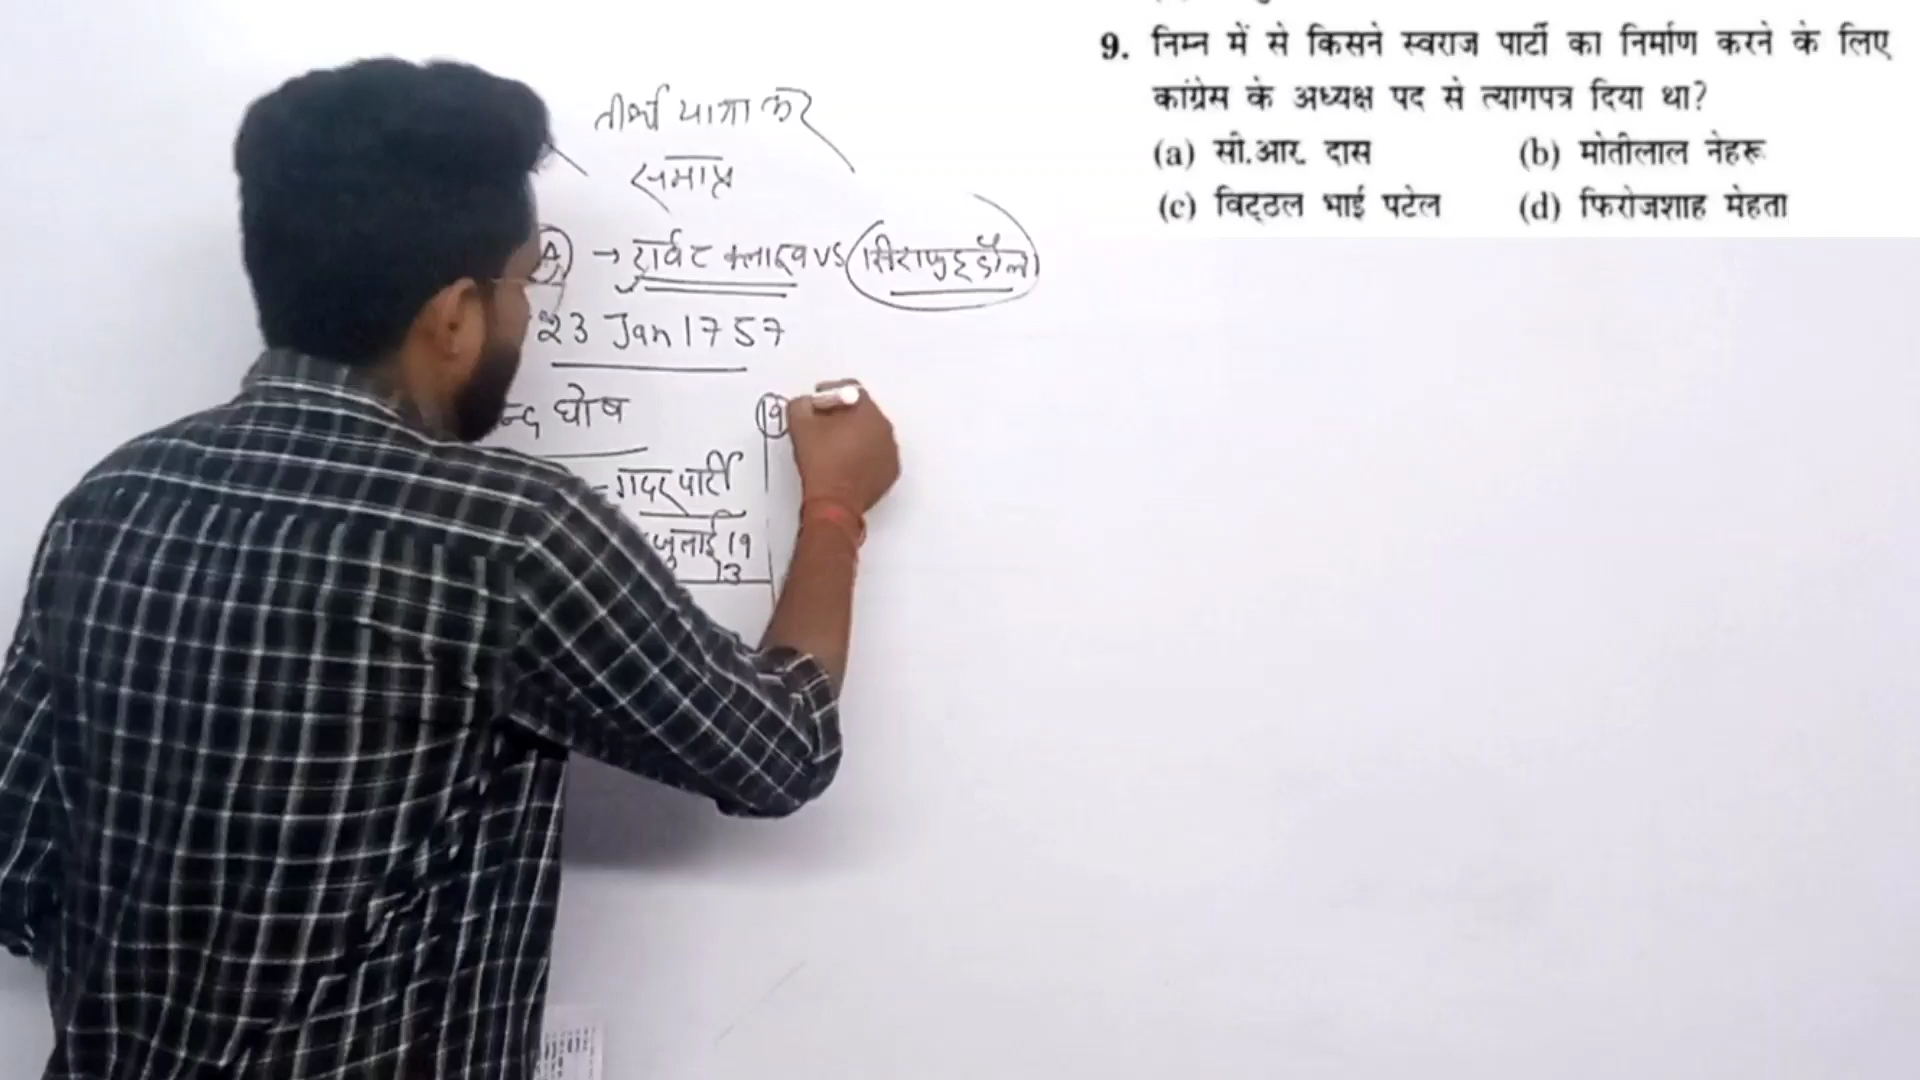 तीर्थ यात्रा कर
समाप्त
(A) → रार्वट क्लाइव VS सिराजुद्दौला
23 Jan 1757
न्द घोष
गदर पार्टी
जुलाई 19
13
9. निम्न में से किसने स्वराज पार्टी का निर्माण करने के लिए
कांग्रेस के अध्यक्ष पद से त्यागपत्र दिया था?
(a) सी.आर. दास (b) मोतीलाल नेहरू
(c) विट्ठल भाई पटेल (d) फिरोजशाह मेहता